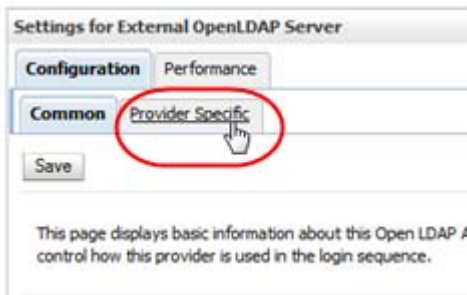 Settings for External OpenLDAP Server
Configuration Performance
Common Provider Specific
Save
This page displays basic information about this Open LDAP A
control how this provider is used in the login sequence.